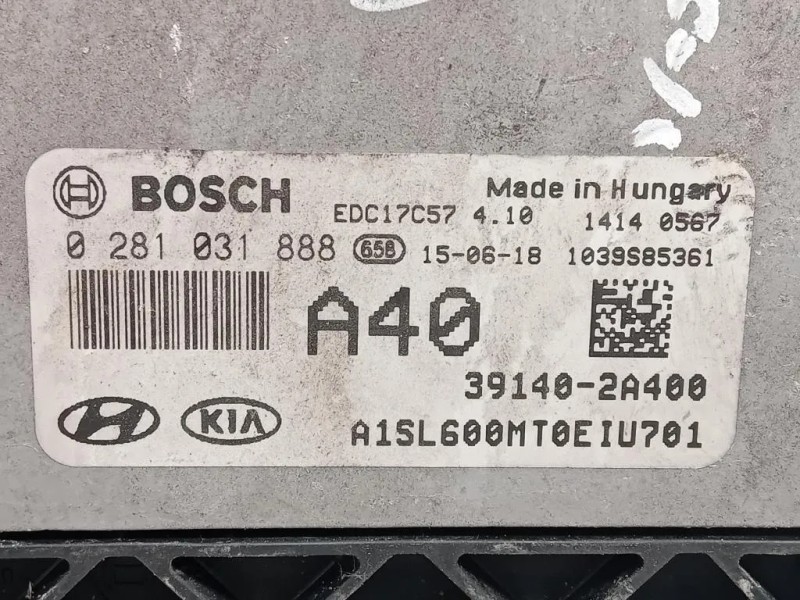 BOSCH
EDC17C57 4.10
Made in Hungary
1414 0567
0 281 031 888
658
15-06-18
1039S85361
A40
39140-2A400
KIA
A15L600MT0EIU701